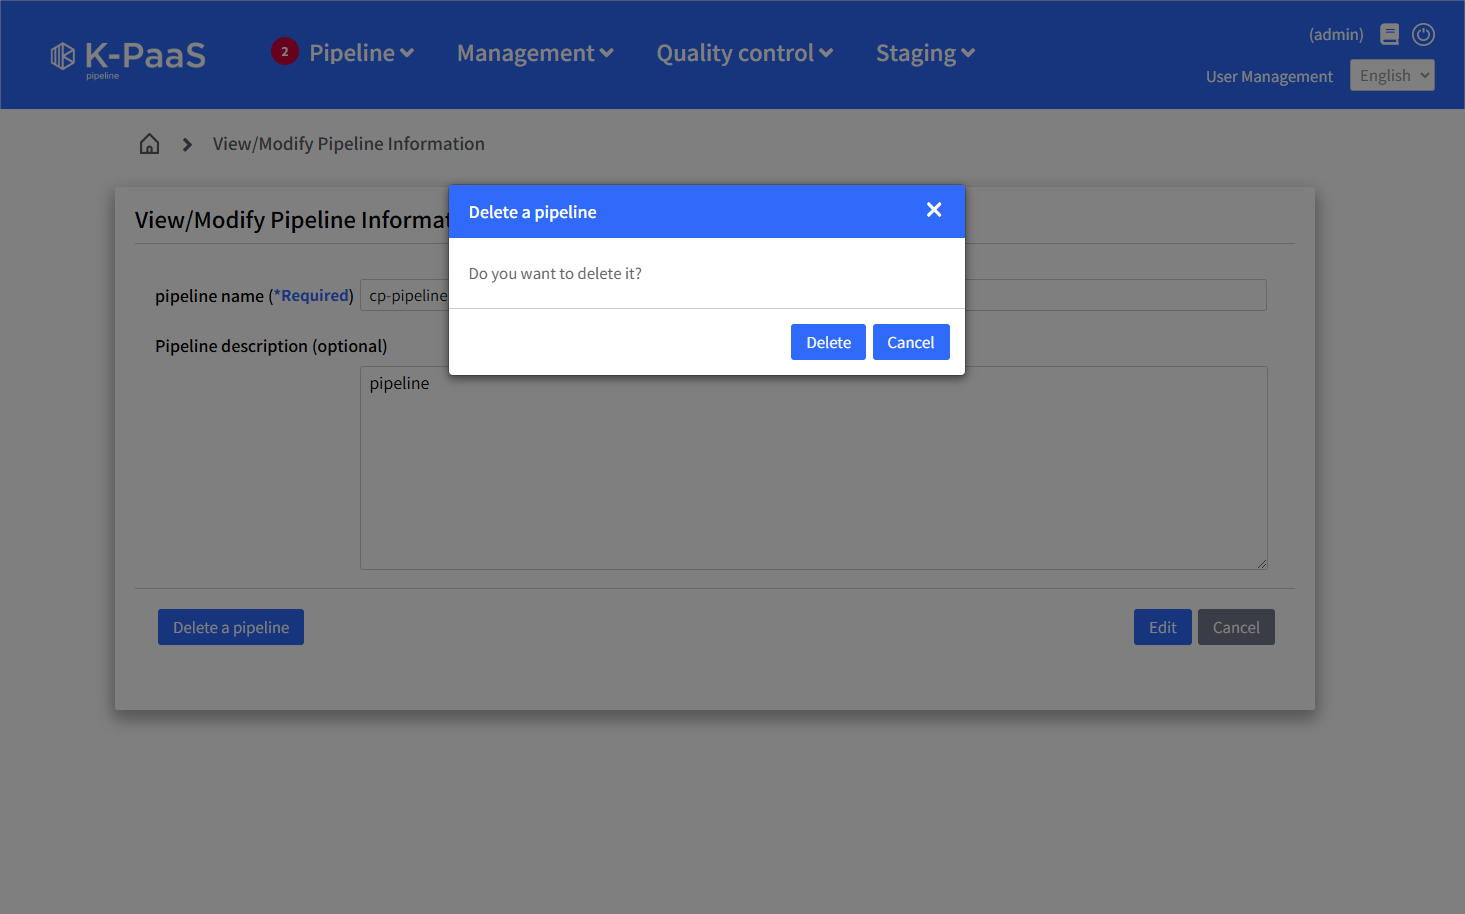 K-PaaS
pipeline
2
Pipeline
Management
Quality control
Staging
(admin)
User Management
English
View/Modify Pipeline Information
View/Modify Pipeline Informat
Delete a pipeline
Do you want to delete it?
Delete
Cancel
pipeline name (*Required)
cp-pipeline
Pipeline description (optional)
pipeline
Delete a pipeline
Edit
Cancel